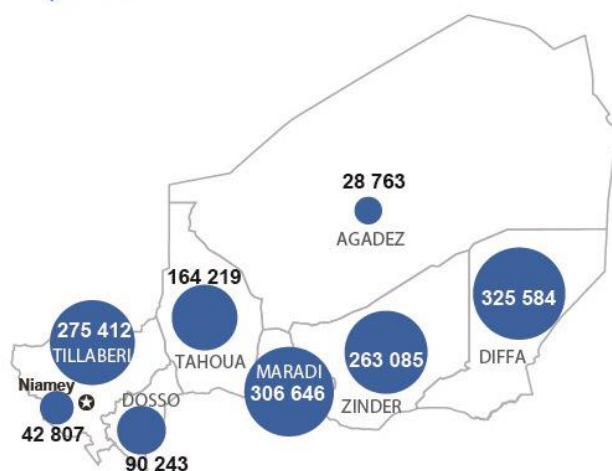 28 763
AGADEZ
164 219
TAHOUA
325 584
DIFFA
275 412
TILLABERI
MARADI
306 646
263 085
ZINDER
Niamey
42 807
DOSSO
90 243